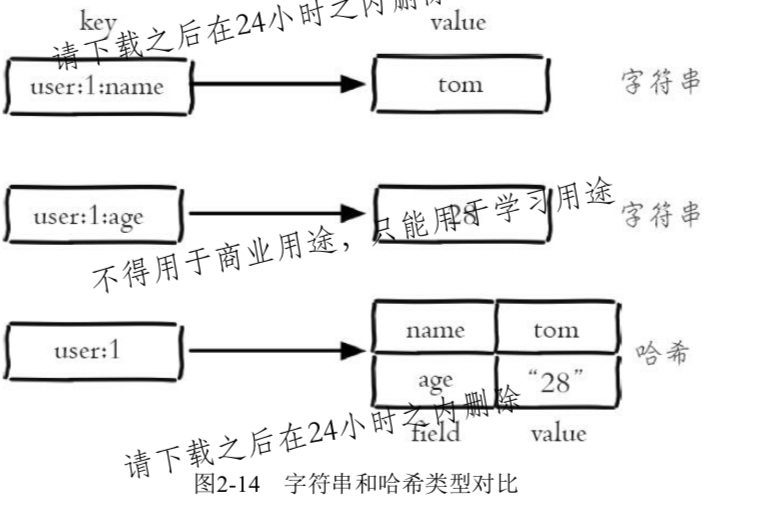 key value
请下载之后在24小时之内删除
user:1:name tom 字符串
user:1:age 28 字符串
不得用于商业用途，只能用于学习用途
user:1 name tom 哈希
age “28”
请下载之后在24小时之内删除
field value
图2-14 字符串和哈希类型对比